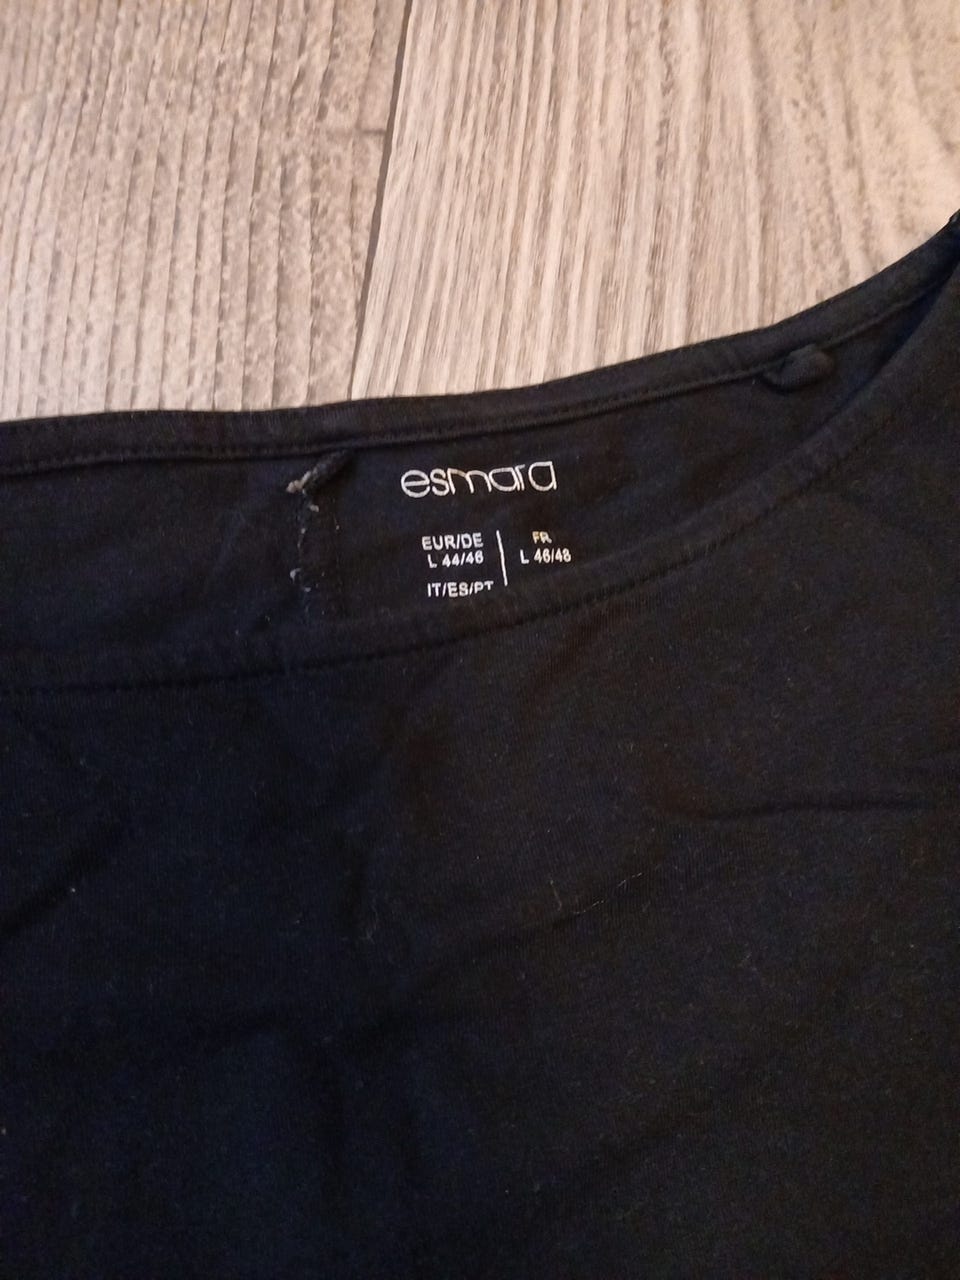 esmara
EUR/DE
L 44/46
IT/ES/PT
FR
L 46/48